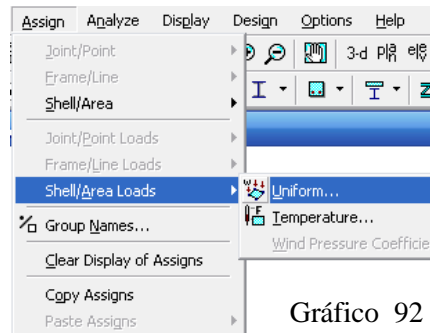 Assign Analyze Display Design Options Help
Joint/Point
3-d
Frame/Line
Shell/Area
Joint/Point Loads
Frame/Line Loads
Shell/Area Loads
Uniform...
Temperature...
Group Names...
Wind Pressure Coefficie
Clear Display of Assigns
Copy Assigns
Paste Assigns
Gráfico 92